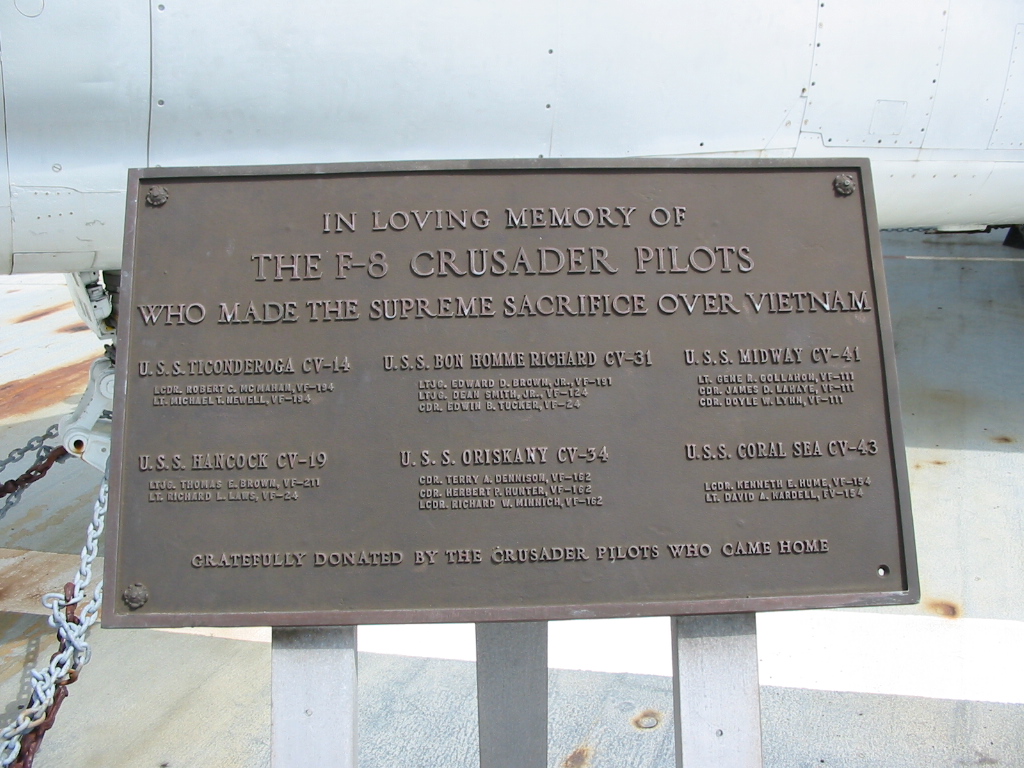 IN LOVING MEMORY OF
THE F-8 CRUSADER PILOTS
WHO MADE THE SUPREME SACRIFICE OVER VIETNAM
U.S.S. TICONDEROGA CV-14
LCDR. ROBERT C. MCMAHAN, VF-194
LT. MICHAEL T. NEWELL, VF-194
U.S.S. BON HOMME RICHARD CV-31
LTJG. EDWARD D. BROWN, JR., VF-191
LTJG. DEAN SMITH, JR., VF-124
CDR. EDWIN B. TUCKER, VF-24
U.S.S. MIDWAY CV-41
LT. GENE R. GOLLAHON, VF-111
CDR. JAMES D. LAHAYE, VF-111
CDR. DOYLE W. LYNN, VF-111
U.S.S. HANCOCK CV-19
LTJG. THOMAS E. BROWN, VF-211
LT. RICHARD L. LAWS, VF-24
U.S.S. ORISKANY CV-34
CDR. TERRY A. DENNISON, VF-162
CDR. HERBERT P. HUNTER, VF-162
LCDR. RICHARD W. MINNICH, VF-162
U.S.S. CORAL SEA CV-43
LCDR. KENNETH E. HUME, VF-154
LT. DAVID A. WARDELL, FV-154
GRATEFULLY DONATED BY THE CRUSADER PILOTS WHO CAME HOME